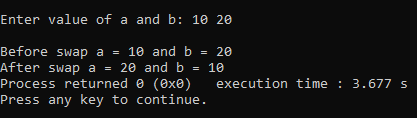 Enter value of a and b: 10 20
Before swap a = 10 and b = 20
After swap a = 20 and b = 10
Process returned 0 (0x0)   execution time : 3.677 s
Press any key to continue.